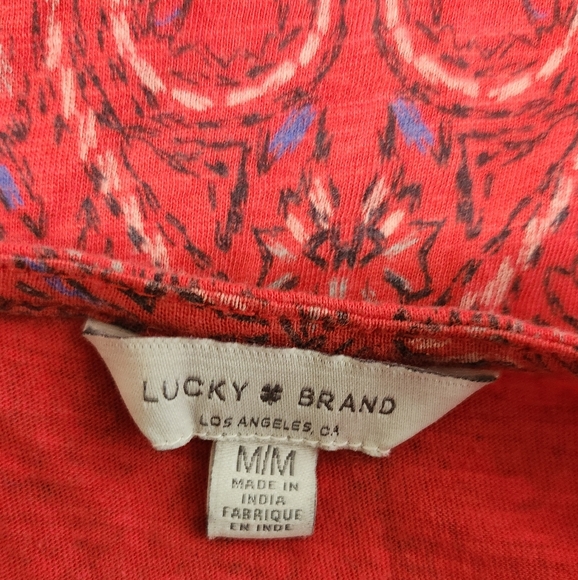 LUCKY BRAND
LOS ANGELES, CA
M/M
MADE IN
INDIA
FABRIQUE
EN INDE